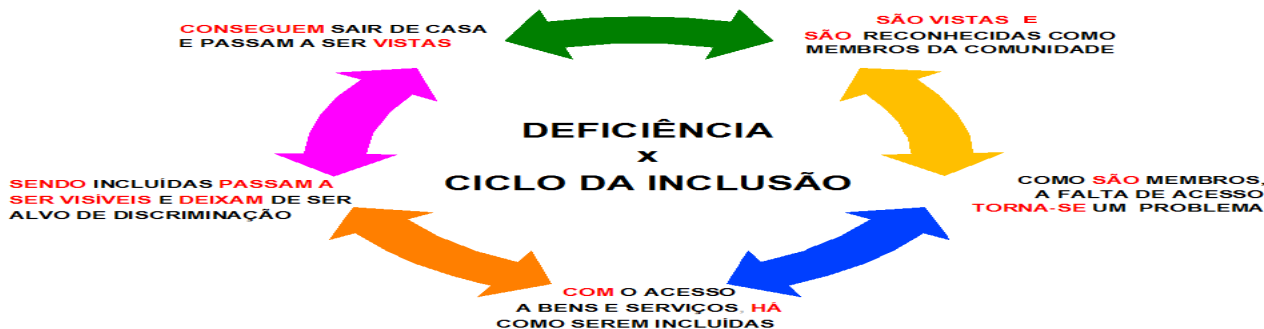 CONSEGUEM SAIR DE CASA
E PASSAM A SER VISTAS
SÃO VISTAS E
SÃO RECONHECIDAS COMO
MEMBROS DA COMUNIDADE
DEFICIÊNCIA
x
CICLO DA INCLUSÃO
SENDO INCLUÍDAS PASSAM A
SER VISÍVEIS E DEIXAM DE SER
ALVO DE DISCRIMINAÇÃO
COMO SÃO MEMBROS,
A FALTA DE ACESSO
TORNA-SE UM PROBLEMA
COM O ACESSO
A BENS E SERVIÇOS, HÁ
COMO SEREM INCLUÍDAS